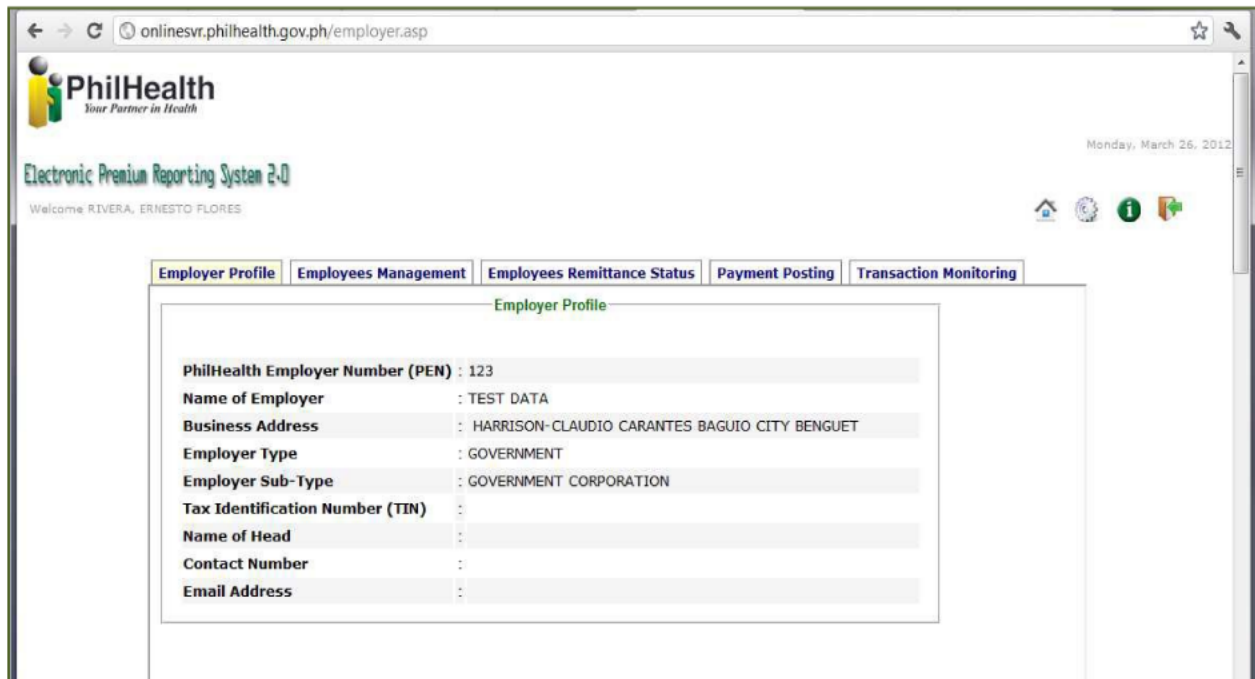 onlinesvr.philhealth.gov.ph/employer.asp
PhilHealth
Your Partner in Health
Monday, March 26, 2012
Electronic Premium Reporting System 2.0
Welcome RIVERA, ERNESTO FLORES
Employer Profile Employees Management Employees Remittance Status Payment Posting Transaction Monitoring
Employer Profile
PhilHealth Employer Number (PEN) : 123
Name of Employer : TEST DATA
Business Address : HARRISON-CLAUDIO CARANTES BAGUIO CITY BENGUET
Employer Type : GOVERNMENT
Employer Sub-Type : GOVERNMENT CORPORATION
Tax Identification Number (TIN) :
Name of Head :
Contact Number :
Email Address :